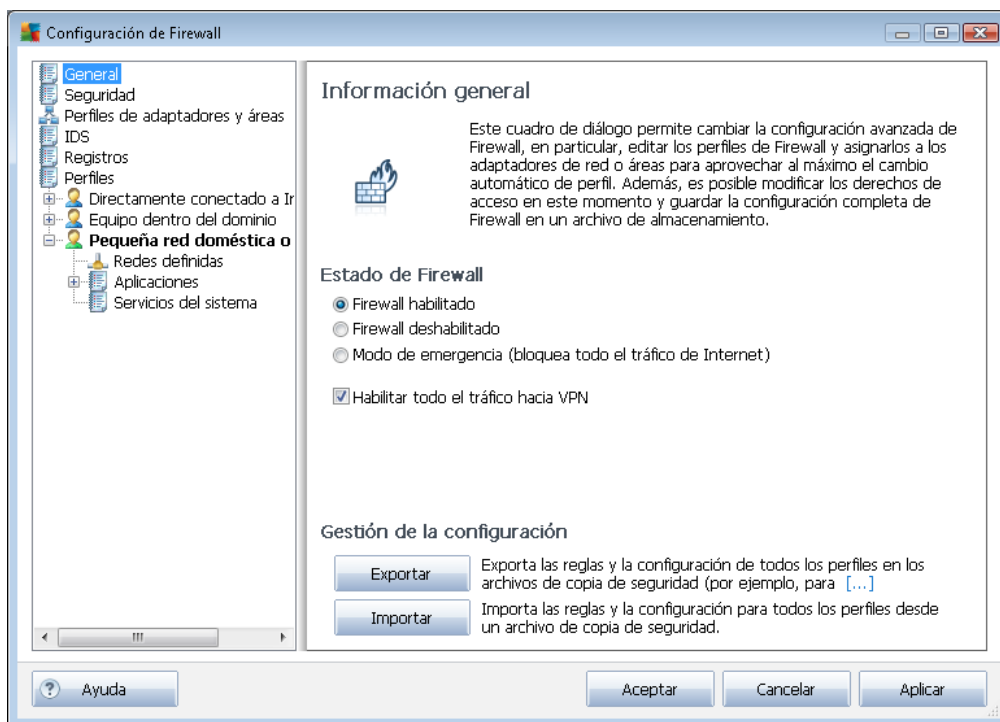 Configuración de Firewall
General
Seguridad
Perfiles de adaptadores y áreas
IDS
Registros
Perfiles
Directamente conectado a Ir
Equipo dentro del dominio
Pequeña red doméstica o
Redes definidas
Aplicaciones
Servicios del sistema
Información general
Este cuadro de diálogo permite cambiar la configuración avanzada de
Firewall, en particular, editar los perfiles de Firewall y asignarlos a los
adaptadores de red o áreas para aprovechar al máximo el cambio
automático de perfil. Además, es posible modificar los derechos de
acceso en este momento y guardar la configuración completa de
Firewall en un archivo de almacenamiento.
Estado de Firewall
Firewall habilitado
Firewall deshabilitado
Modo de emergencia (bloquea todo el tráfico de Internet)
Habilitar todo el tráfico hacia VPN
Gestión de la configuración
Exportar
Exporta las reglas y la configuración de todos los perfiles en los
archivos de copia de seguridad (por ejemplo, para [...]
Importar
Importa las reglas y la configuración para todos los perfiles desde
un archivo de copia de seguridad.
? Ayuda
Aceptar
Cancelar
Aplicar